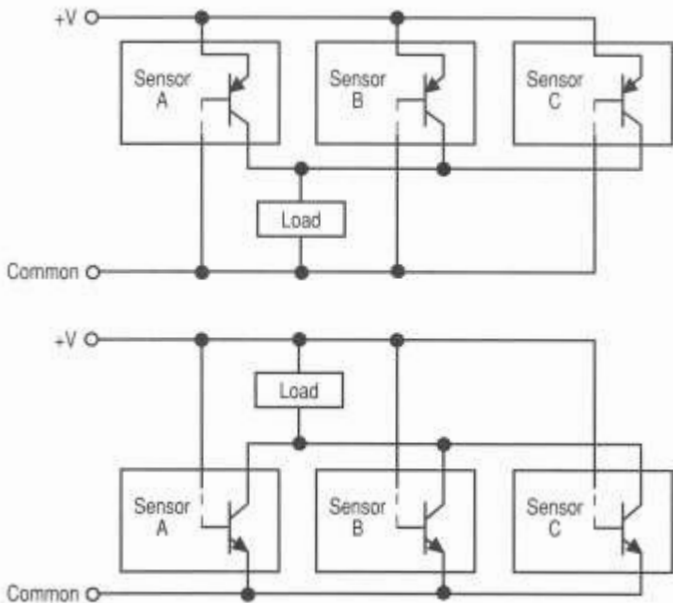 +V
Sensor A
Sensor B
Sensor C
Load
Common
+V
Load
Sensor A
Sensor B
Sensor C
Common